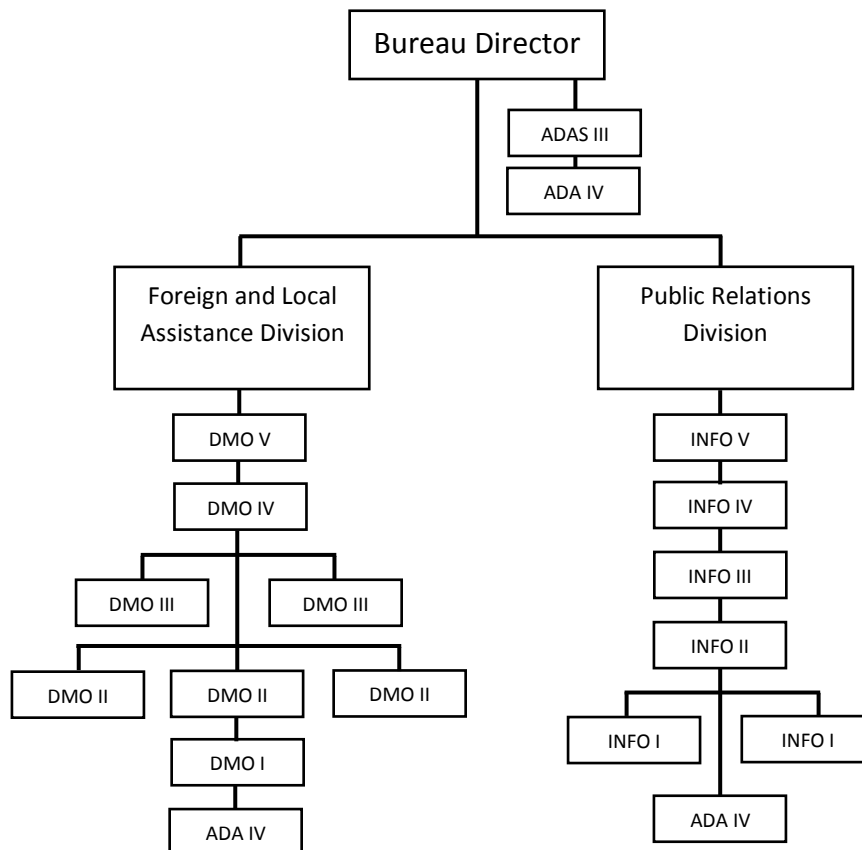 Bureau Director
ADAS III
ADA IV
Foreign and Local
Assistance Division
Public Relations
Division
DMO V
INFO V
DMO IV
INFO IV
DMO III
DMO III
INFO III
INFO II
DMO II
DMO II
DMO II
INFO I
INFO I
DMO I
ADA IV
ADA IV